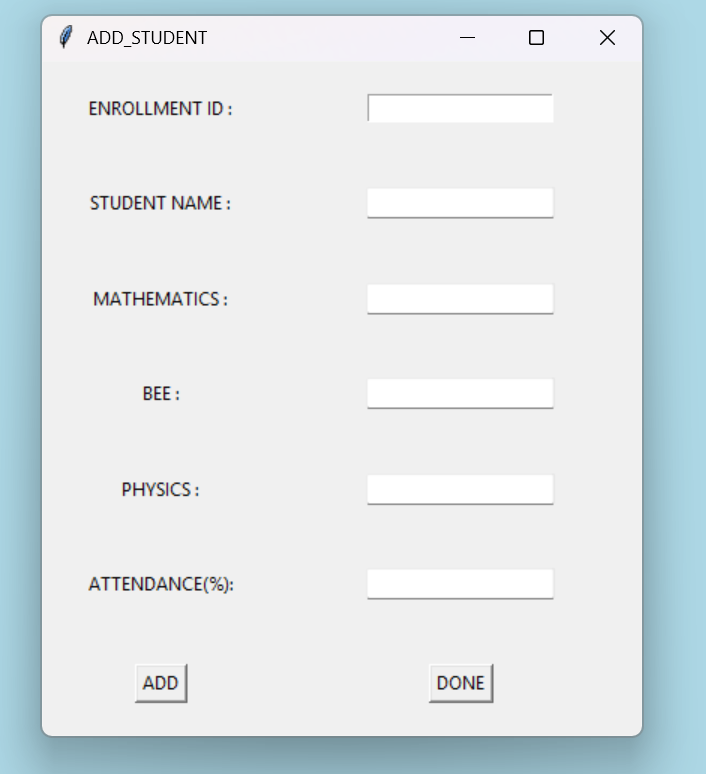 ADD_STUDENT
ENROLLMENT ID :
STUDENT NAME :
MATHEMATICS :
BEE :
PHYSICS :
ATTENDANCE(%):
ADD DONE